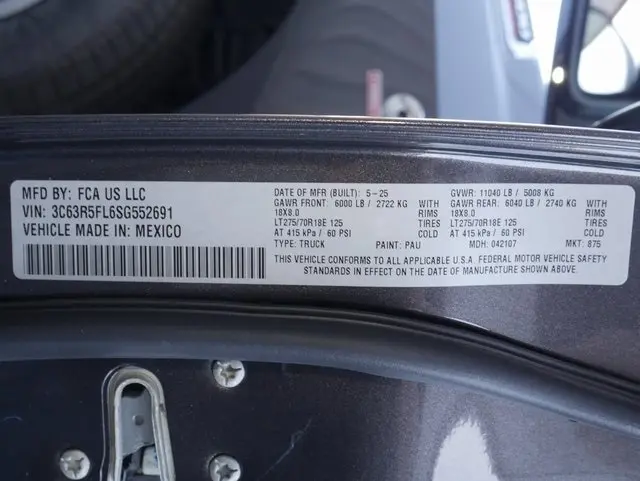 MFD BY: FCA US LLC
VIN: 3C63R5FL6SG552691
VEHICLE MADE IN: MEXICO
DATE OF MFR (BUILT): 5-25
GAWR FRONT: 6000 LB / 2722 KG WITH
18X8.0 RIMS
LT275/70R18E 125 TIRES
AT 415 kPa / 60 PSI COLD
TYPE: TRUCK PAINT: PAU
GVWR: 11040 LB / 5008 KG
GAWR REAR: 6040 LB / 2740 KG WITH
18X8.0 RIMS
LT275/70R18E 125 TIRES
AT 415 kPa / 60 PSI COLD
MDH: 042107 MKT: 875
THIS VEHICLE CONFORMS TO ALL APPLICABLE U.S.A. FEDERAL MOTOR VEHICLE SAFETY
STANDARDS IN EFFECT ON THE DATE OF MANUFACTURE SHOWN ABOVE.